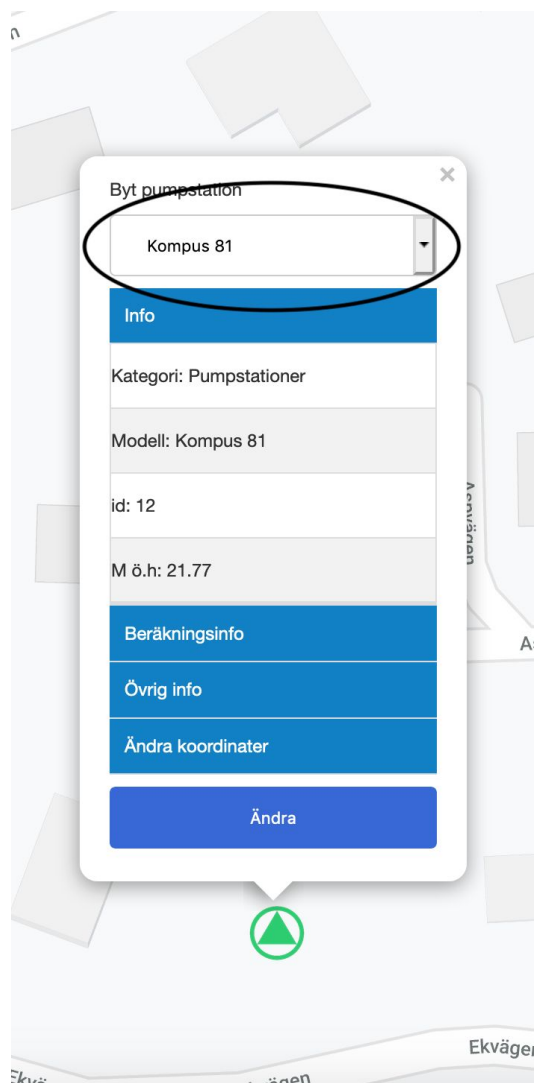 Byt pumpstation
×
Kompus 81
Info
Kategori: Pumpstationer
Modell: Kompus 81
id: 12
M ö.h: 21.77
Aspvägen
Beräkningsinfo
Övrig info
Ändra koordinater
Ändra
Ekvägen